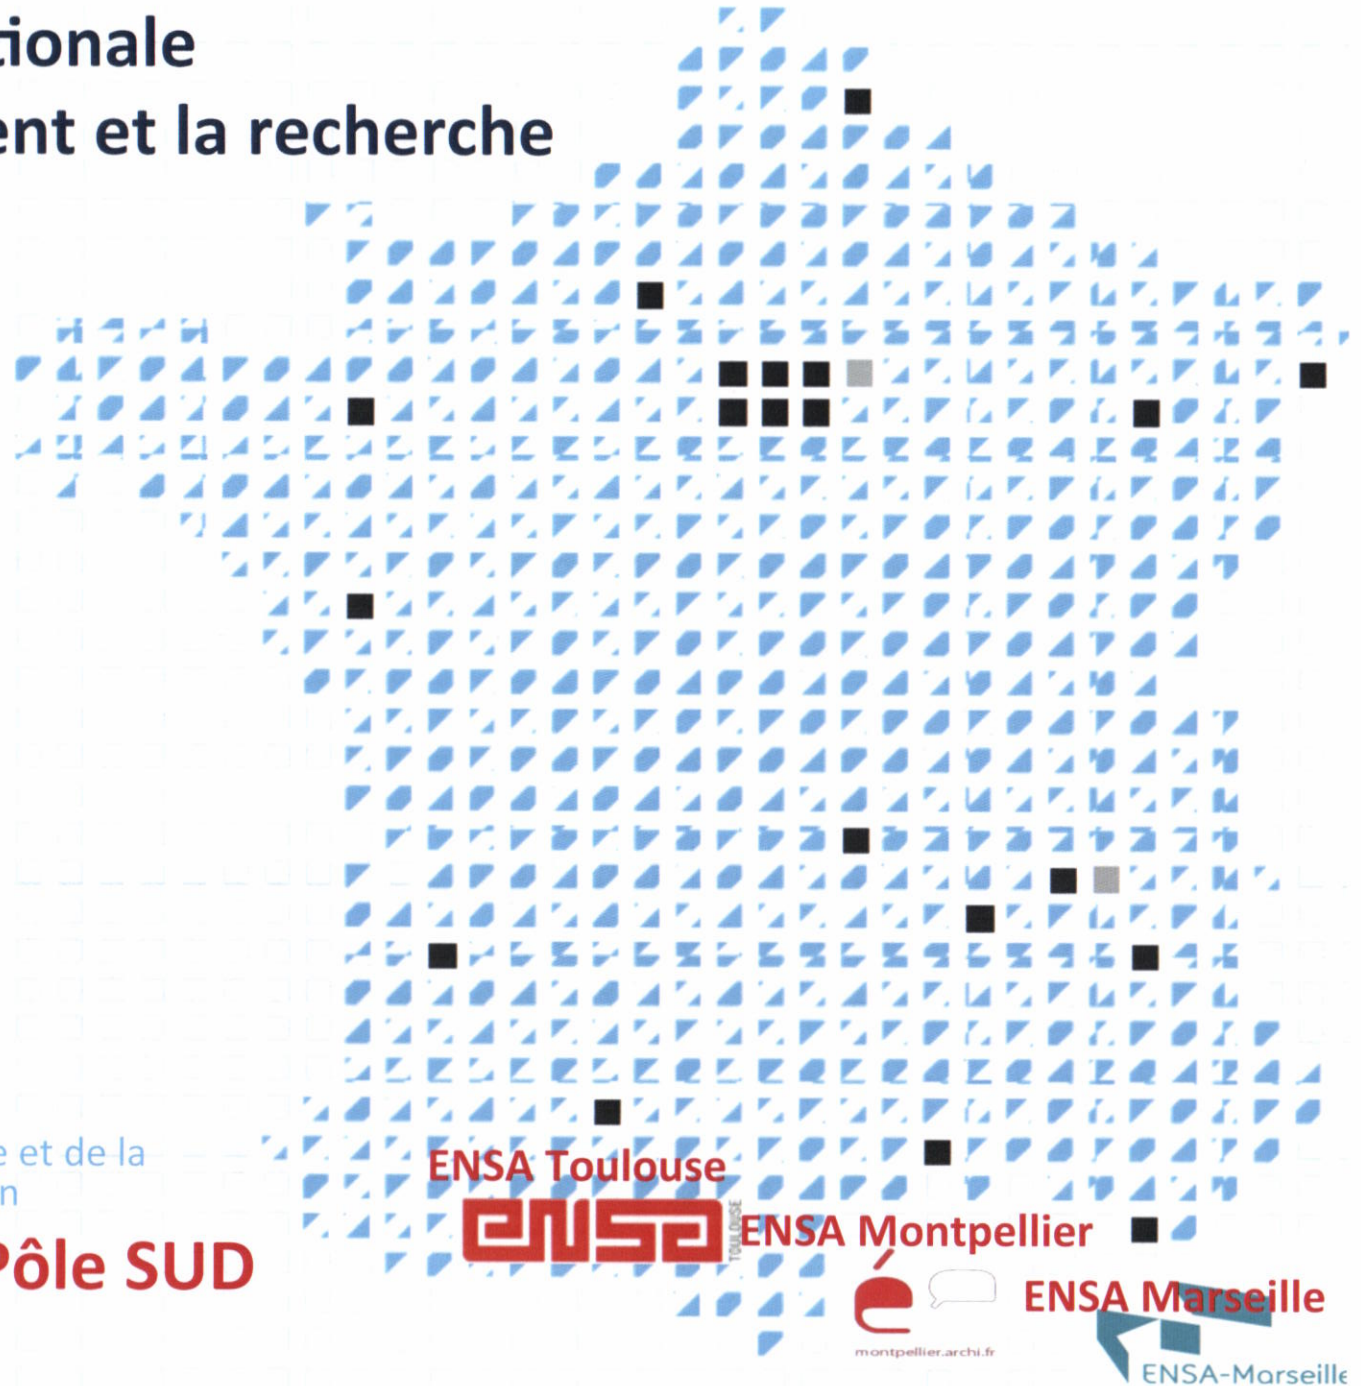 tionale
ent et la recherche
e et de la
n
Pôle SUD
ENSA Toulouse
ensa
TOULOUSE
ENSA Montpellier
é
montpellier.archi.fr
ENSA Marseille
ENSA-Marseille